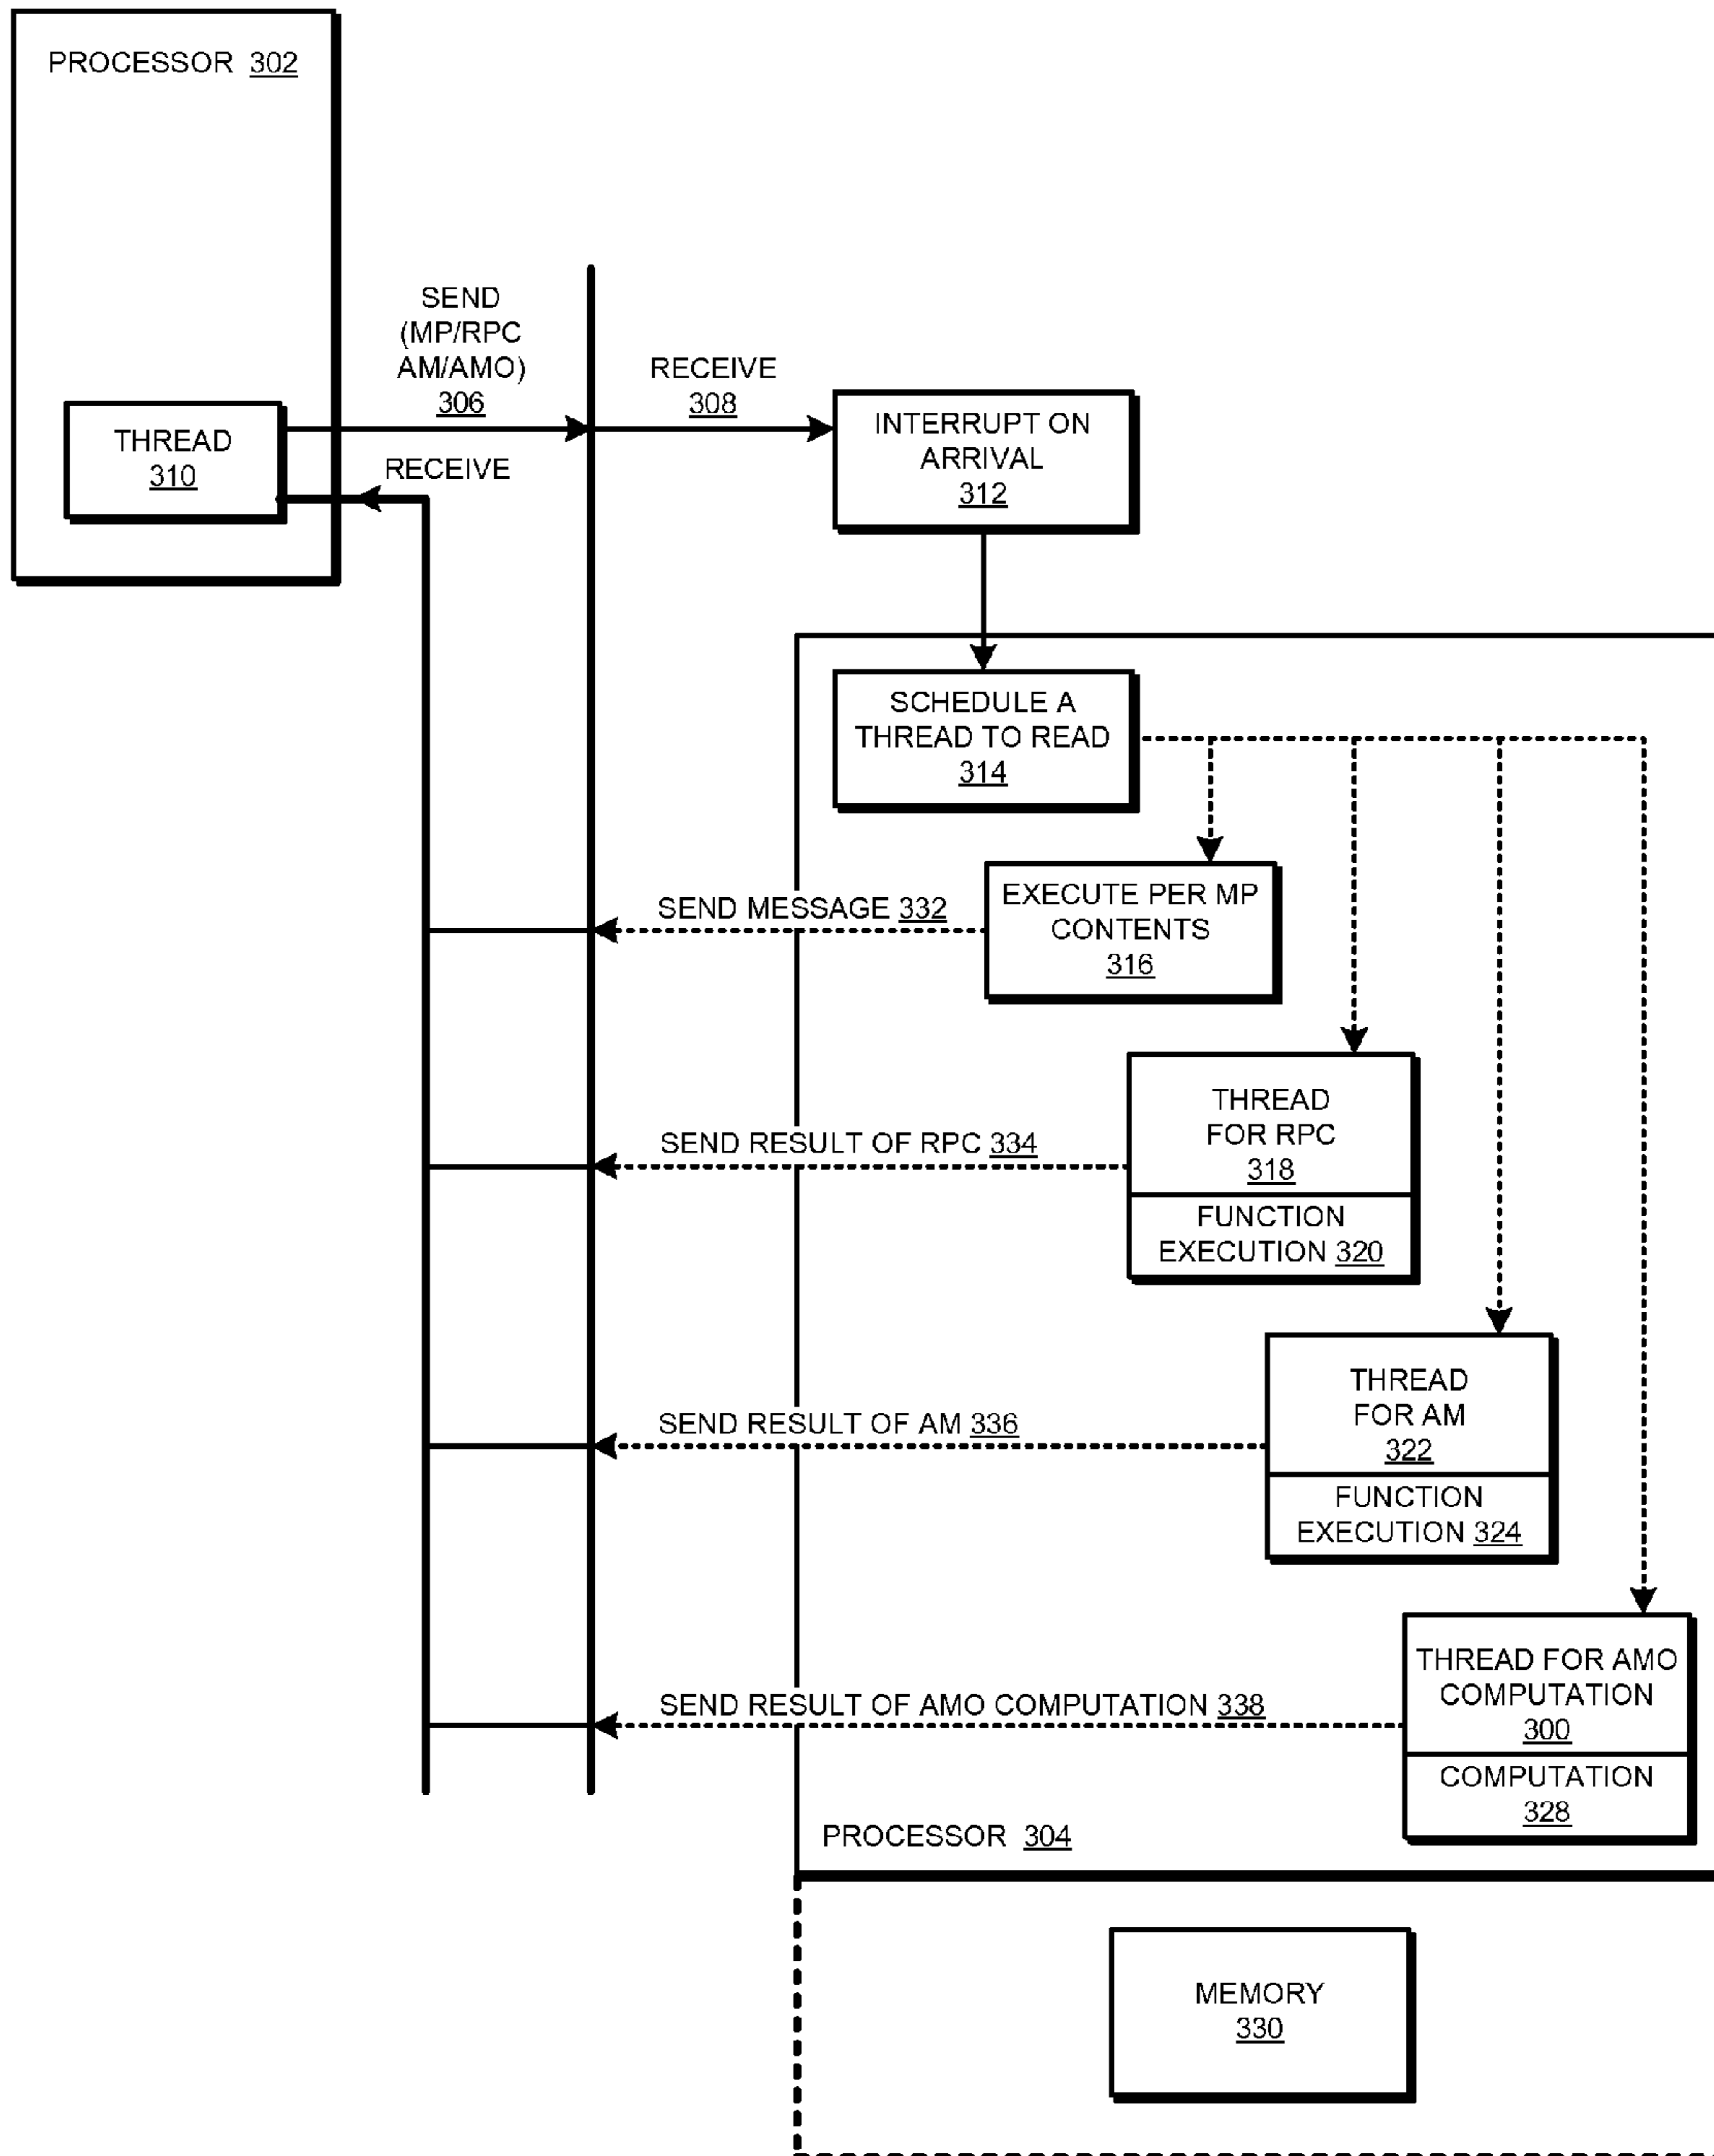 PROCESSOR 302
SEND
(MP/RPC
AM/AMO)
306
RECEIVE
308
THREAD
310
RECEIVE
INTERRUPT ON
ARRIVAL
312
SCHEDULE A
THREAD TO READ
314
SEND MESSAGE 332
EXECUTE PER MP
CONTENTS
316
THREAD
FOR RPC
318
SEND RESULT OF RPC 334
FUNCTION
EXECUTION 320
THREAD
FOR AM
322
SEND RESULT OF AM 336
FUNCTION
EXECUTION 324
THREAD FOR AMO
COMPUTATION
300
SEND RESULT OF AMO COMPUTATION 338
COMPUTATION
328
PROCESSOR 304
MEMORY
330